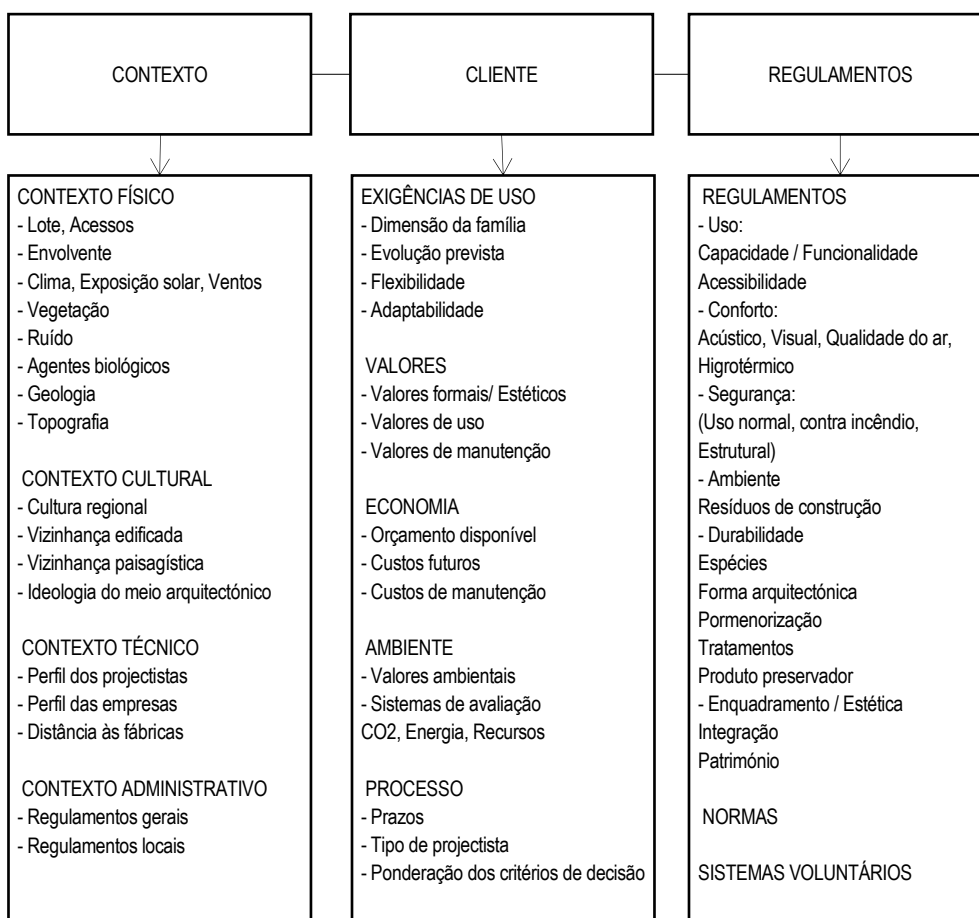 CONTEXTO
CLIENTE
REGULAMENTOS
CONTEXTO FÍSICO
- Lote, Acessos
- Envolvente
- Clima, Exposição solar, Ventos
- Vegetação
- Ruído
- Agentes biológicos
- Geologia
- Topografia
CONTEXTO CULTURAL
- Cultura regional
- Vizinhança edificada
- Vizinhança paisagística
- Ideologia do meio arquitectónico
CONTEXTO TÉCNICO
- Perfil dos projectistas
- Perfil das empresas
- Distância às fábricas
CONTEXTO ADMINISTRATIVO
- Regulamentos gerais
- Regulamentos locais
EXIGÊNCIAS DE USO
- Dimensão da família
- Evolução prevista
- Flexibilidade
- Adaptabilidade
VALORES
- Valores formais/ Estéticos
- Valores de uso
- Valores de manutenção
ECONOMIA
- Orçamento disponível
- Custos futuros
- Custos de manutenção
AMBIENTE
- Valores ambientais
- Sistemas de avaliação
CO2, Energia, Recursos
PROCESSO
- Prazos
- Tipo de projectista
- Ponderação dos critérios de decisão
REGULAMENTOS
- Uso:
Capacidade / Funcionalidade
Acessibilidade
- Conforto:
Acústico, Visual, Qualidade do ar,
Higrotérmico
- Segurança:
(Uso normal, contra incêndio,
Estrutural)
- Ambiente
Resíduos de construção
- Durabilidade
Espécies
Forma arquitectónica
Pormenorização
Tratamentos
Produto preservador
- Enquadramento / Estética
Integração
Património
NORMAS
SISTEMAS VOLUNTÁRIOS